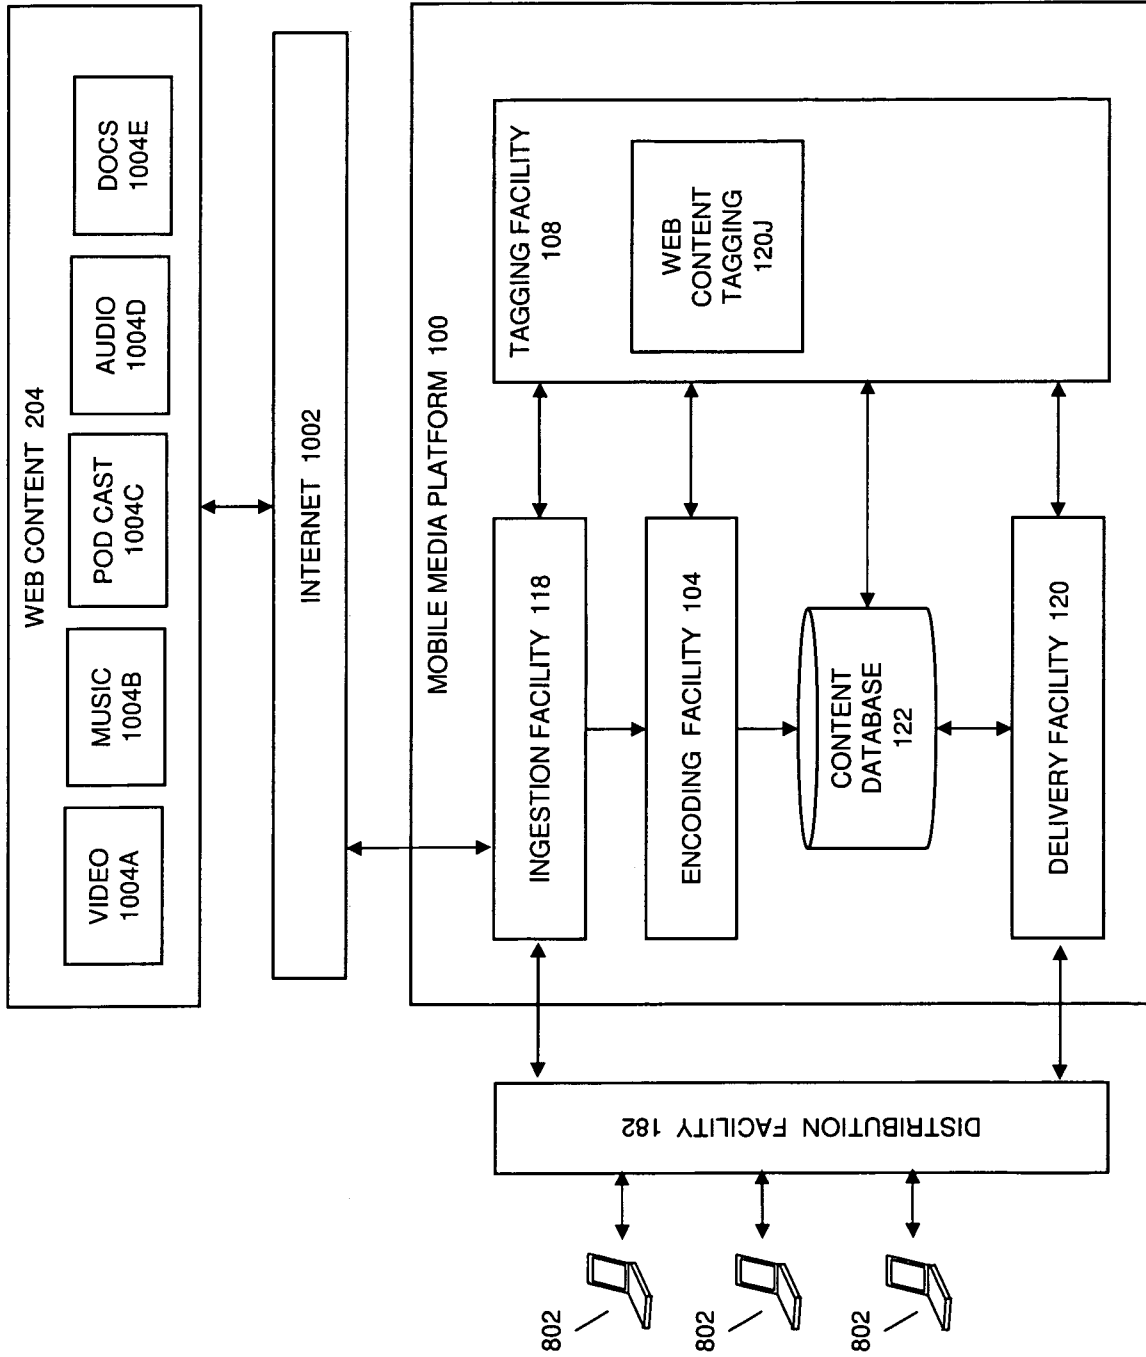 WEB CONTENT 204
VIDEO
1004A
MUSIC
1004B
POD CAST
1004C
AUDIO
1004D
DOCS
1004E
INTERNET 1002
MOBILE MEDIA PLATFORM 100
INGESTION FACILITY 118
ENCODING FACILITY 104
CONTENT
DATABASE
122
DELIVERY FACILITY 120
TAGGING FACILITY
108
WEB
CONTENT
TAGGING
120J
DISTRIBUTION FACILITY 182
802
802
802